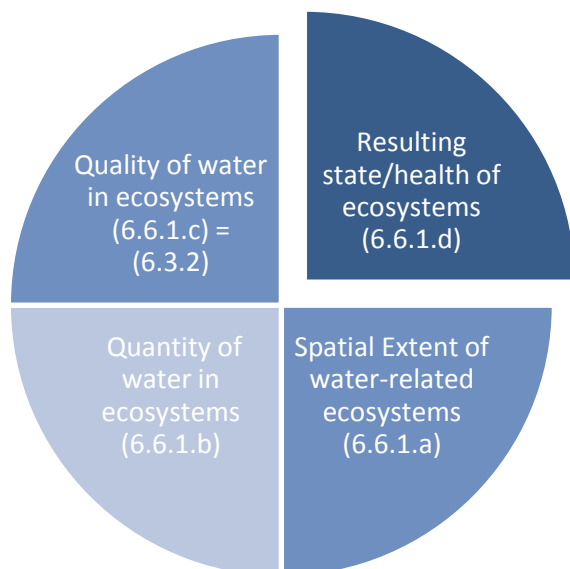 Quality of water
in ecosystems
(6.6.1.c) =
(6.3.2)
Resulting
state/health of
ecosystems
(6.6.1.d)
Quantity of
water in
ecosystems
(6.6.1.b)
Spatial Extent of
water-related
ecosystems
(6.6.1.a)